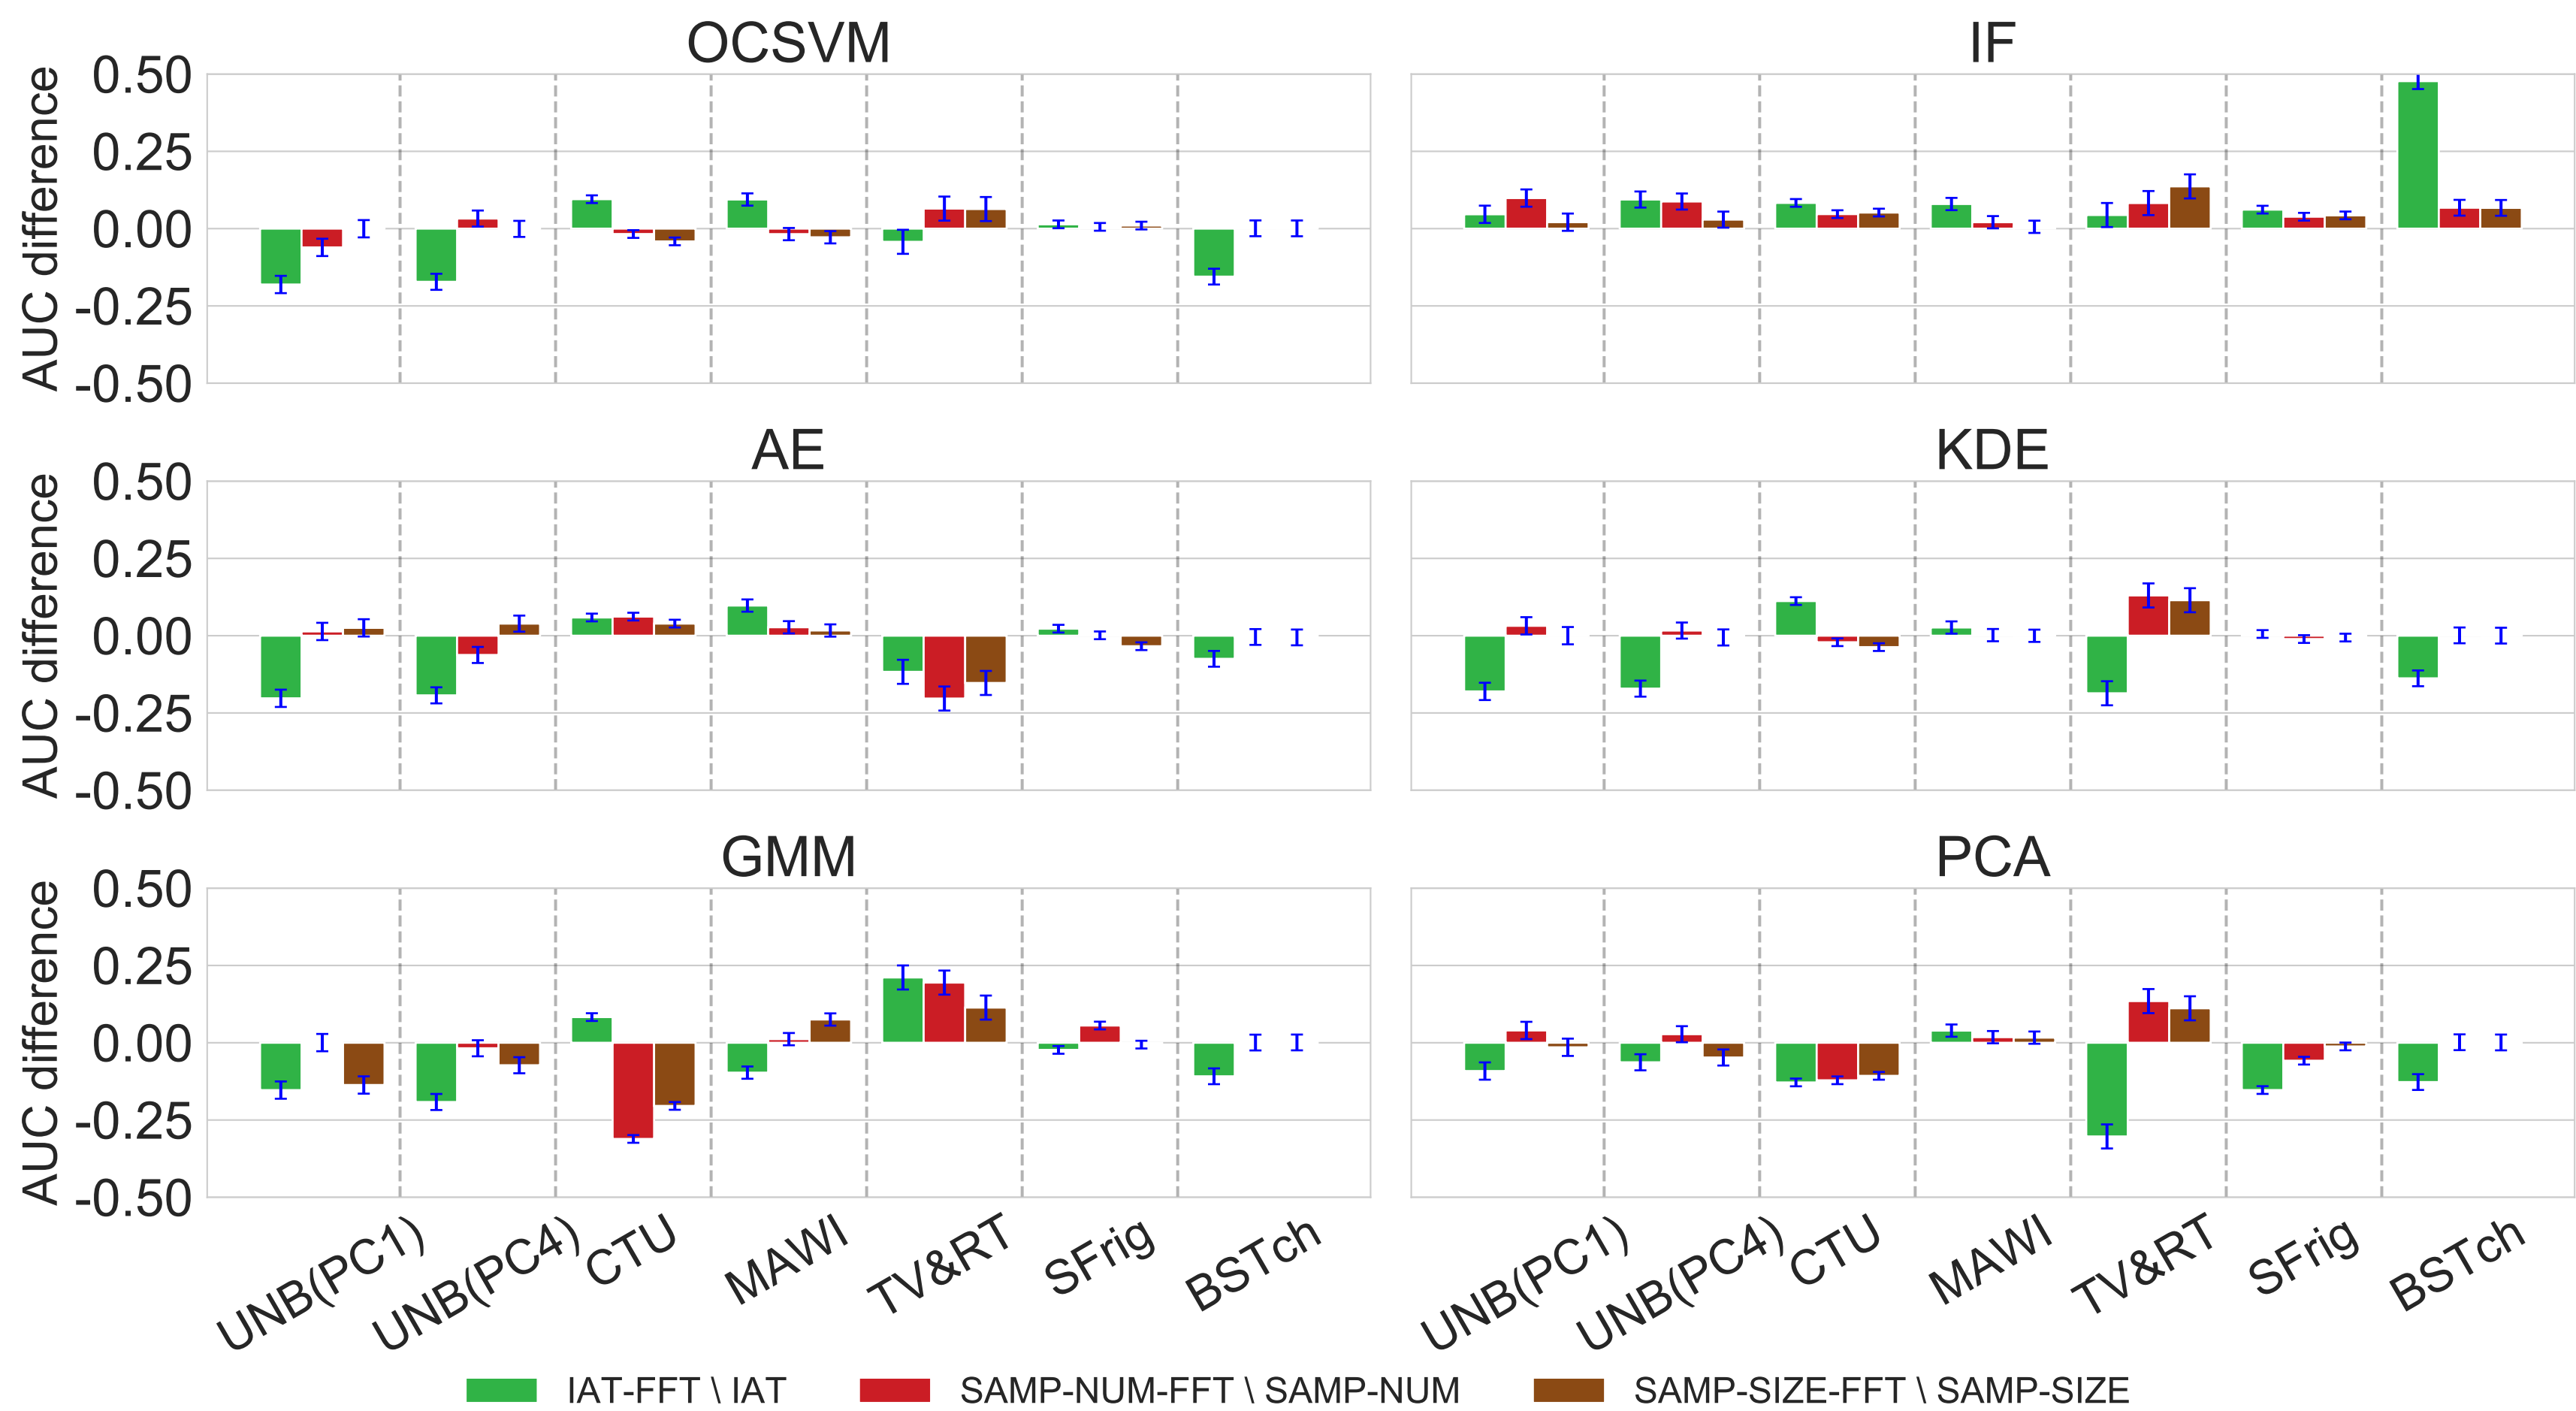 OCSVM
IF
AUC difference
0.50
0.25
0.00
-0.25
-0.50
AE
KDE
AUC difference
0.50
0.25
0.00
-0.25
-0.50
GMM
PCA
AUC difference
0.50
0.25
0.00
-0.25
-0.50
UNB(PC1)
UNB(PC4)
CTU
MAWI
TV&RT
SFrig
BSTch
UNB(PC1)
UNB(PC4)
CTU
MAWI
TV&RT
SFrig
BSTch
IAT-FFT \ IAT
SAMP-NUM-FFT \ SAMP-NUM
SAMP-SIZE-FFT \ SAMP-SIZE